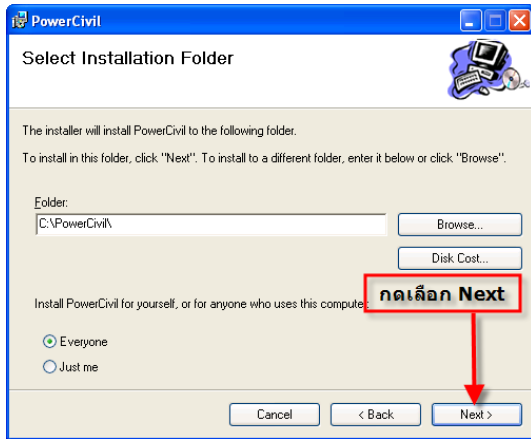 PowerCivil
Select Installation Folder
The installer will install PowerCivil to the following folder.
To install in this folder, click "Next". To install to a different folder, enter it below or click "Browse".
Folder:
C:\PowerCivil\
Browse...
Disk Cost...
กดเลือก Next
Install PowerCivil for yourself, or for anyone who uses this computer:
Everyone
Just me
Cancel
< Back
Next >